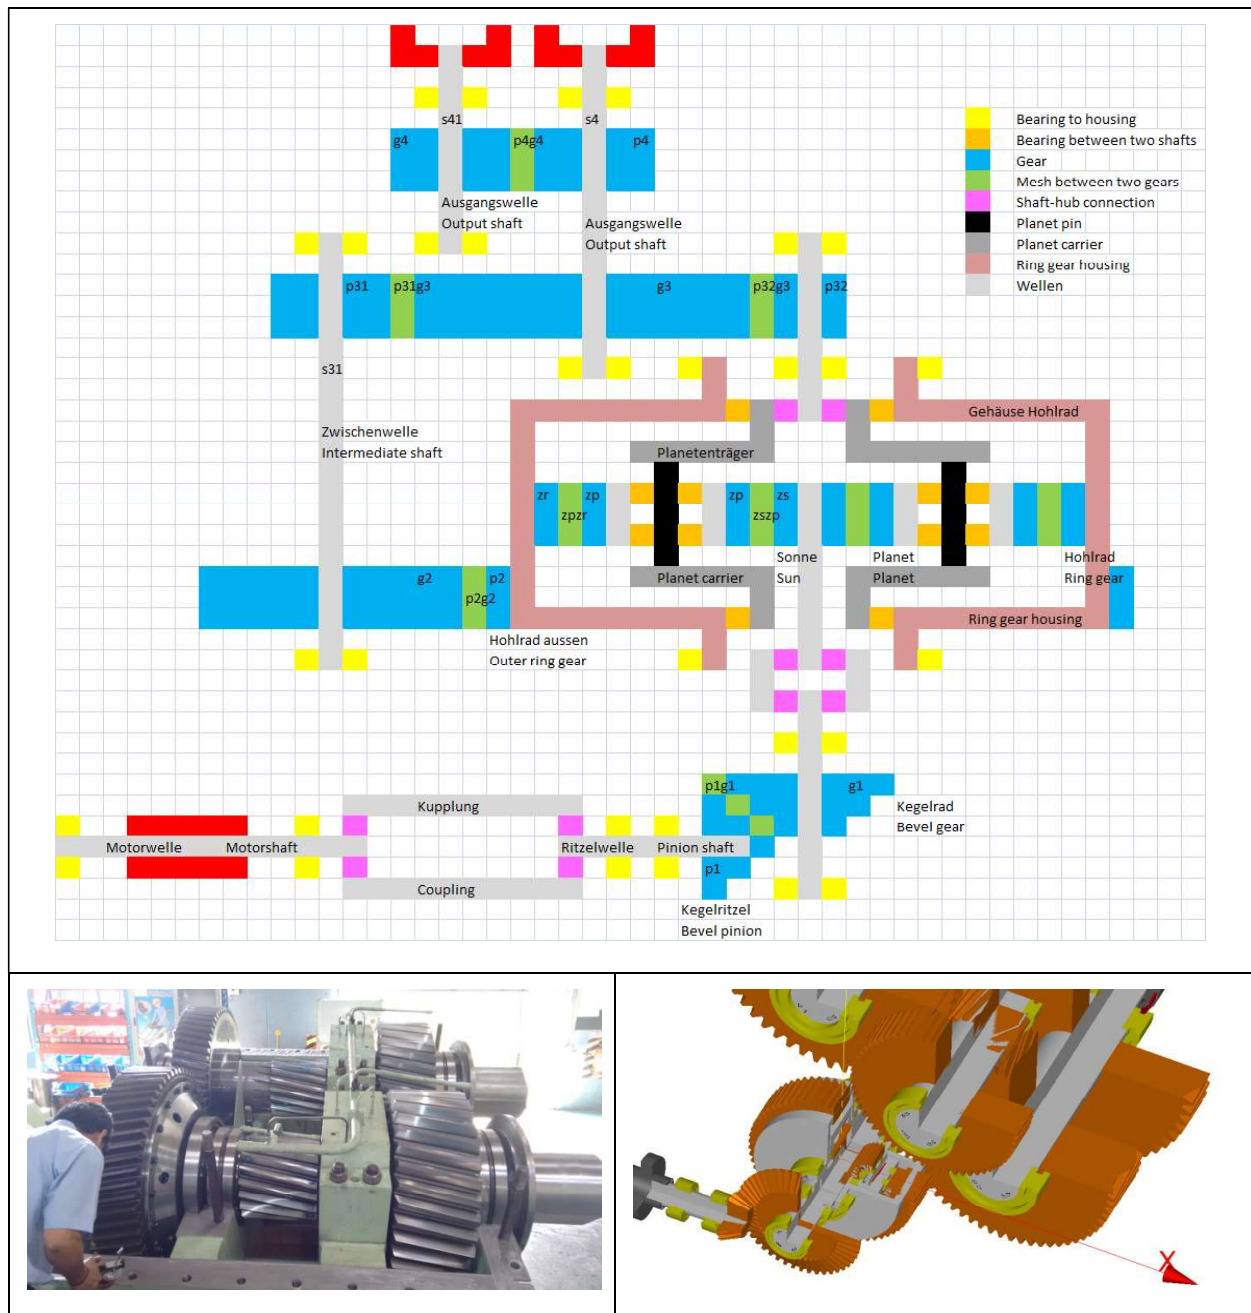 s41
s4
g4
p4g4
p4
Bearing to housing
Bearing between two shafts
Gear
Mesh between two gears
Shaft-hub connection
Planet pin
Planet carrier
Ring gear housing
Wellen
Ausgangswelle
Output shaft
Ausgangswelle
Output shaft
p31
p31g3
g3
p32g3
p32
s31
Zwischenwelle
Intermediate shaft
Gehäuse Hohlrad
Planetenträger
zr
zp
zpzr
zp
zs
zszp
Sonne
Sun
Planet
Planet
Hohlrad
Ring gear
Planet carrier
g2
p2
p2g2
Ring gear housing
Hohlrad aussen
Outer ring gear
p1g1
g1
Kegelrad
Bevel gear
Kupplung
Motorwelle
Motorshaft
Ritzelwelle
Pinion shaft
p1
Coupling
Kegelritzel
Bevel pinion
X